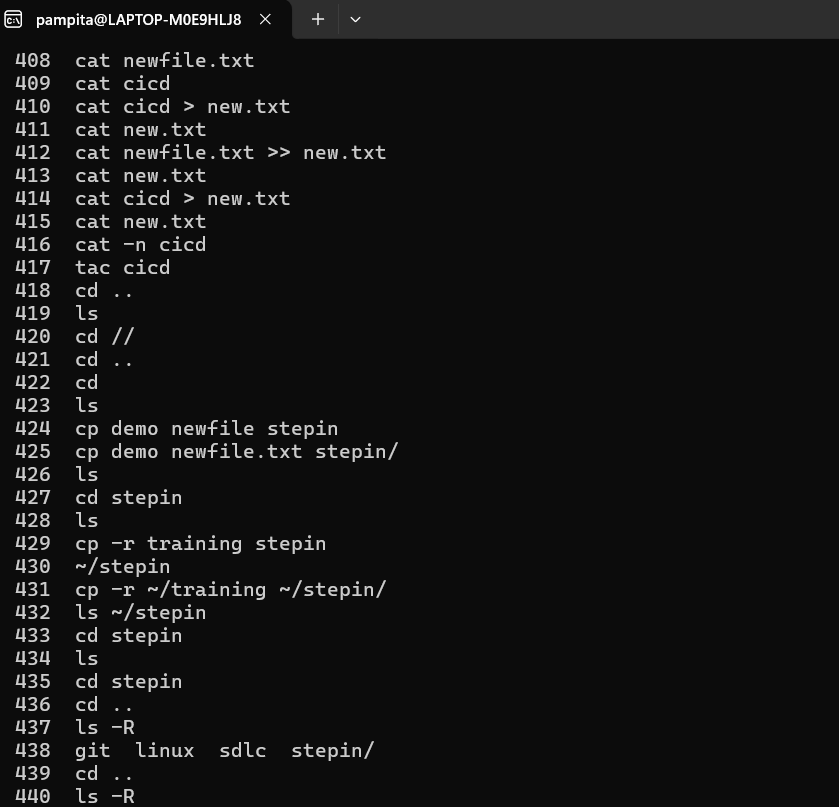 pampita@LAPTOP-M0E9HLJ8
408 cat newfile.txt
409 cat cicd
410 cat cicd > new.txt
411 cat new.txt
412 cat newfile.txt >> new.txt
413 cat new.txt
414 cat cicd > new.txt
415 cat new.txt
416 cat -n cicd
417 tac cicd
418 cd ..
419 ls
420 cd //
421 cd ..
422 cd
423 ls
424 cp demo newfile stepin
425 cp demo newfile.txt stepin/
426 ls
427 cd stepin
428 ls
429 cp -r training stepin
430 ~/stepin
431 cp -r ~/training ~/stepin/
432 ls ~/stepin
433 cd stepin
434 ls
435 cd stepin
436 cd ..
437 ls -R
438 git  linux  sdlc  stepin/
439 cd ..
440 ls -R